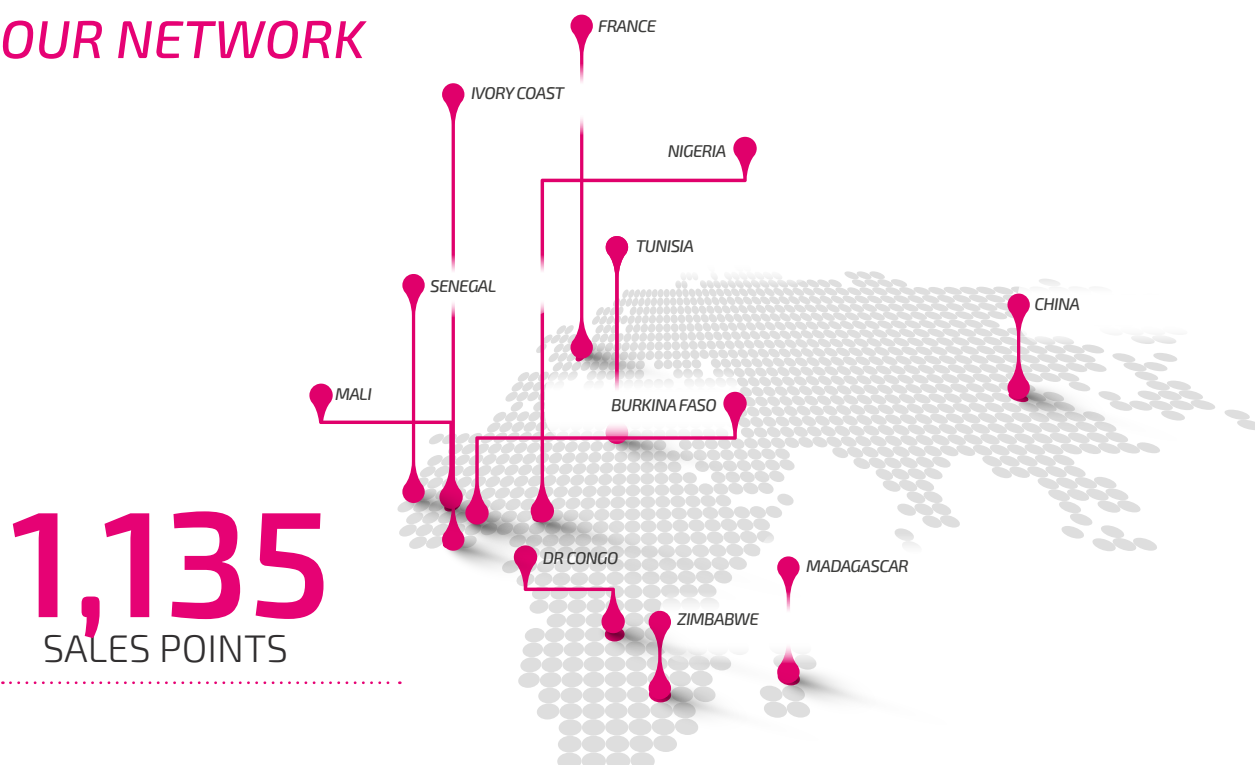 OUR NETWORK
FRANCE
IVORY COAST
NIGERIA
TUNISIA
SENEGAL
CHINA
MALI
BURKINA FASO
1,135
SALES POINTS
DR CONGO
MADAGASCAR
ZIMBABWE